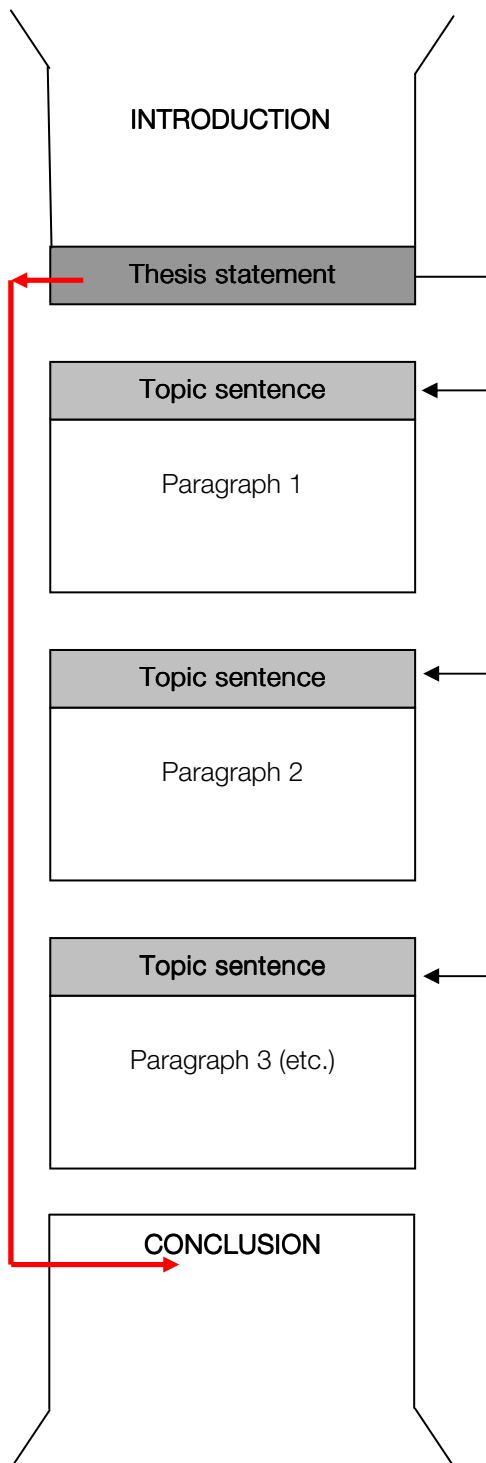 INTRODUCTION
Thesis statement
Topic sentence
Paragraph 1
Topic sentence
Paragraph 2
Topic sentence
Paragraph 3 (etc.)
CONCLUSION